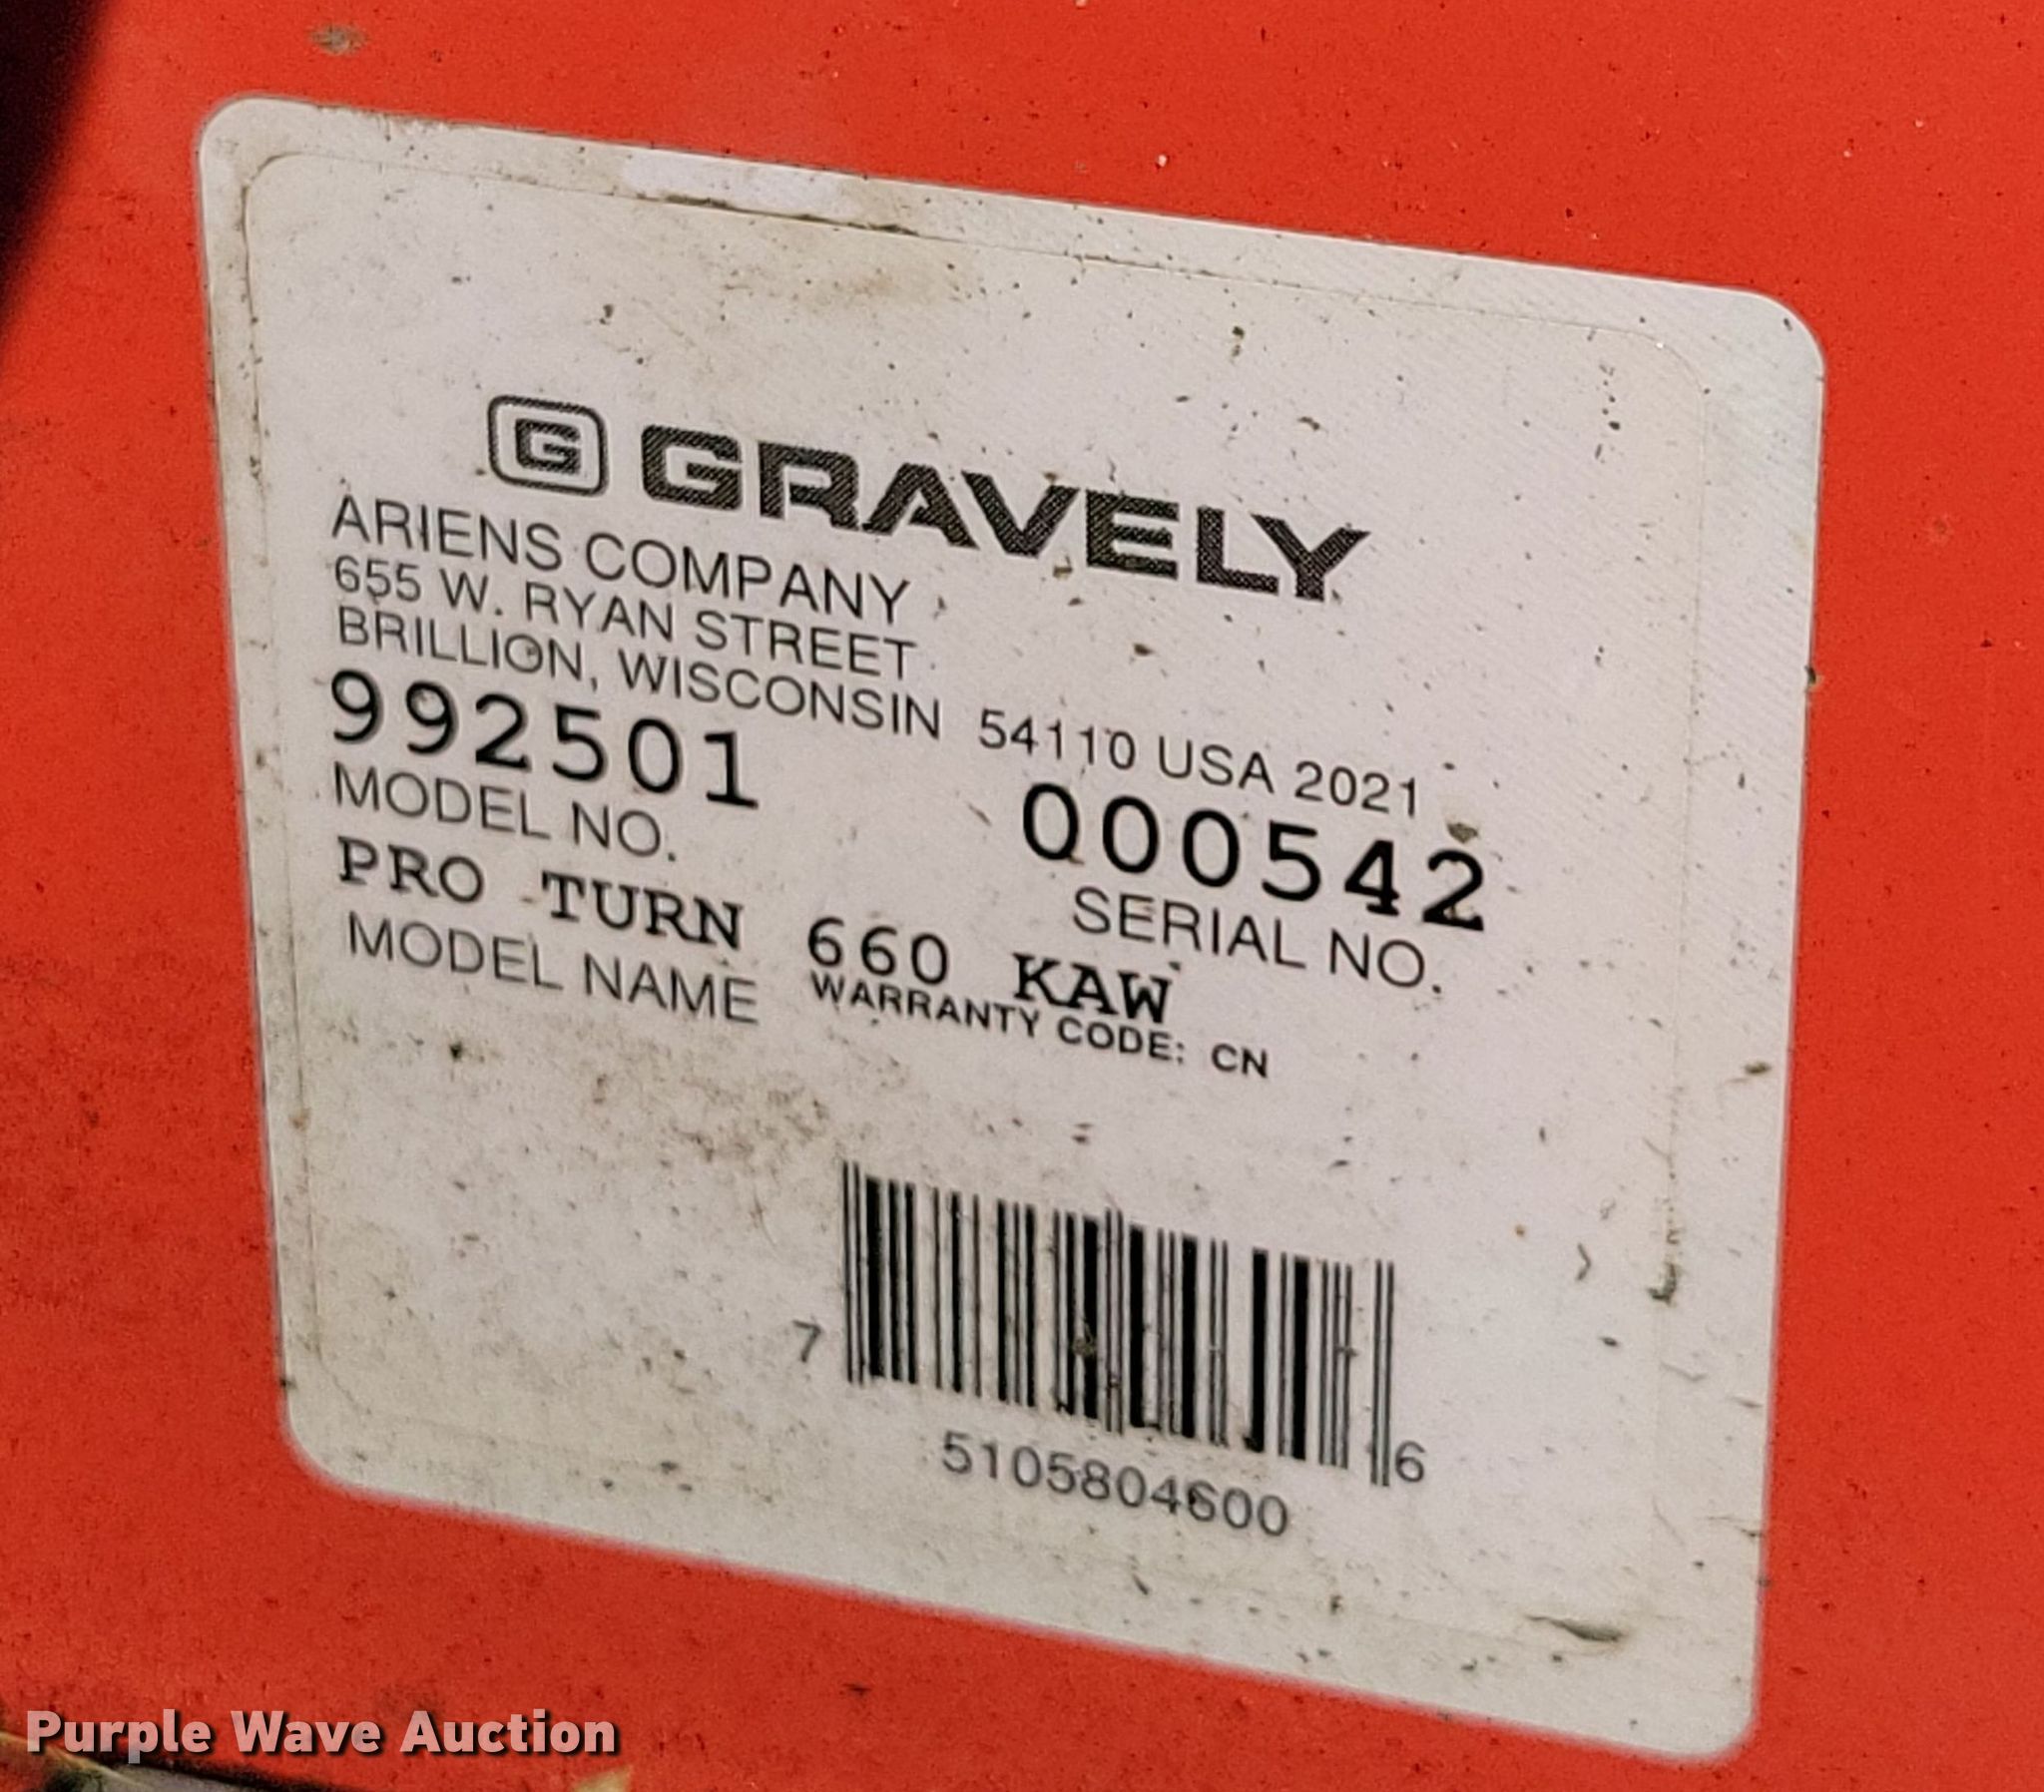 G GRAVELY
ARIENS COMPANY
655 W. RYAN STREET
BRILLION, WISCONSIN 54110 USA 2021
992501 000542
MODEL NO. SERIAL NO.
PRO TURN 660 KAW
MODEL NAME WARRANTY CODE: CN
7 5105804600 6
Purple Wave Auction